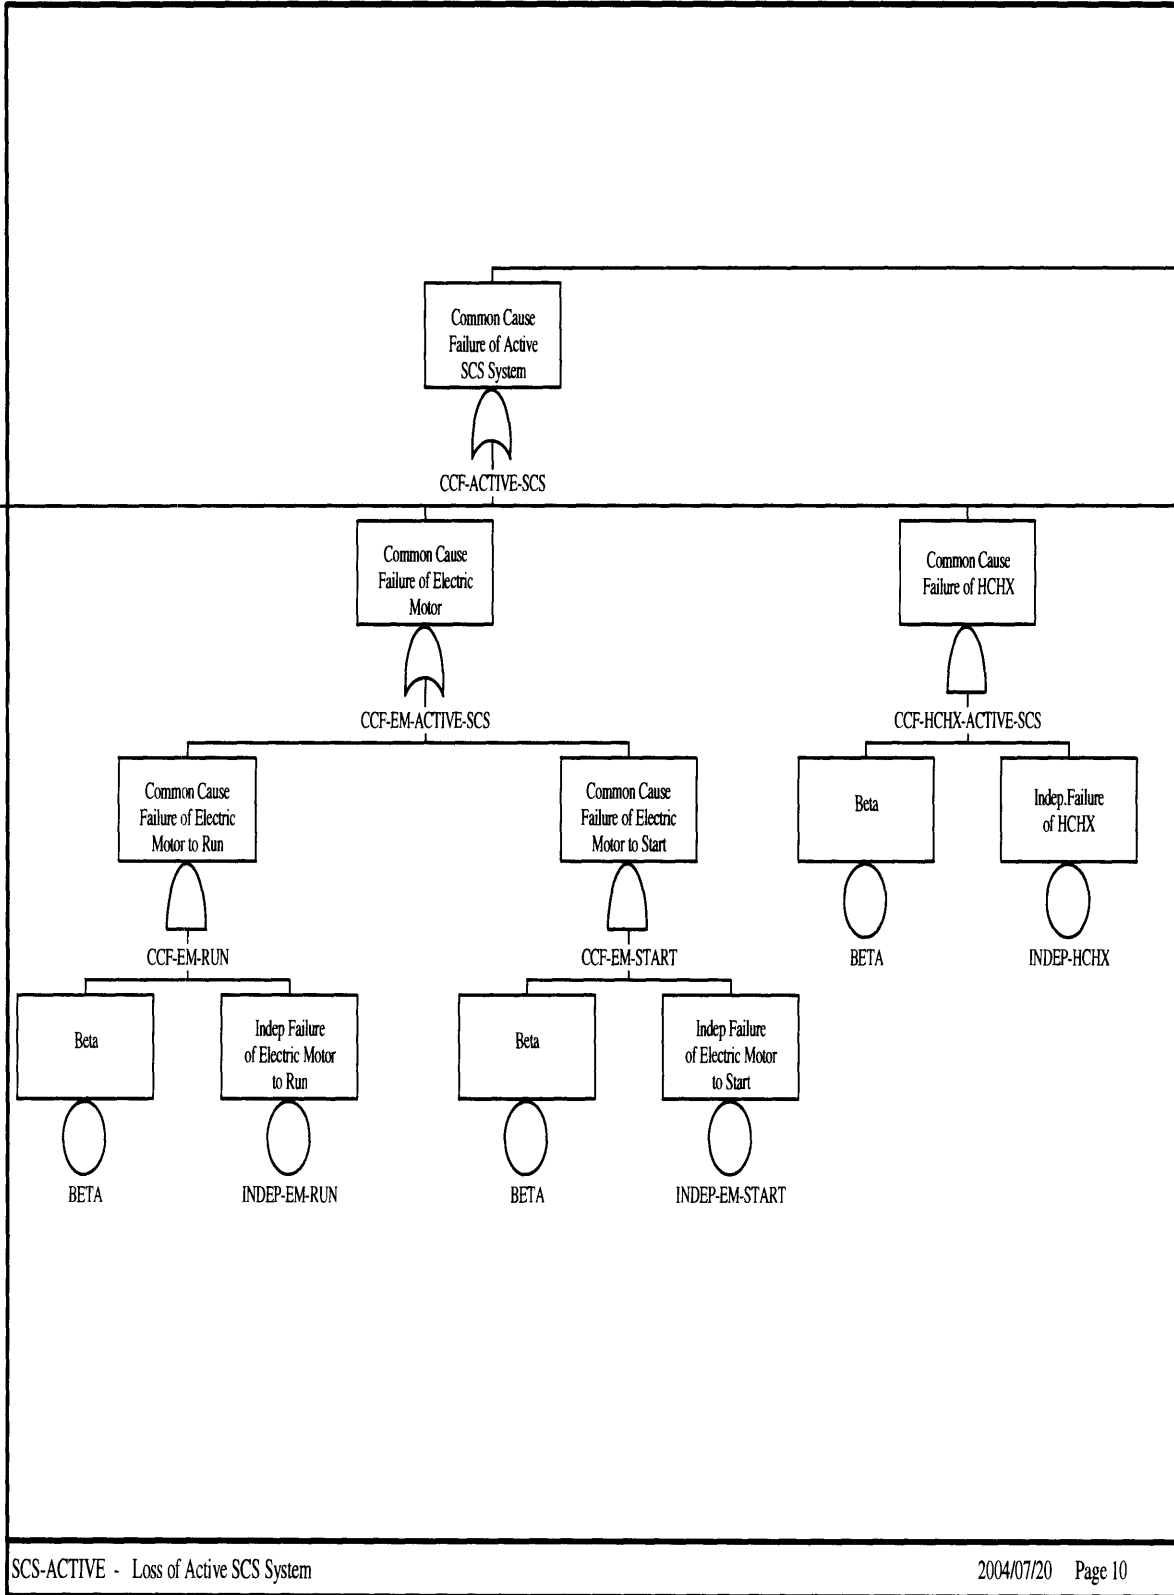 Common Cause
Failure of Active
SCS System
CCF-ACTIVE-SCS
Common Cause
Failure of Electric
Motor
Common Cause
Failure of HCHX
CCF-EM-ACTIVE-SCS
CCF-HCHX-ACTIVE-SCS
Common Cause
Failure of Electric
Motor to Run
Common Cause
Failure of Electric
Motor to Start
Beta
Indep.Failure
of HCHX
CCF-EM-RUN
CCF-EM-START
BETA
INDEP-HCHX
Beta
Indep Failure
of Electric Motor
to Run
Beta
Indep Failure
of Electric Motor
to Start
BETA
INDEP-EM-RUN
BETA
INDEP-EM-START
SCS-ACTIVE - Loss of Active SCS System
2004/07/20 Page 10